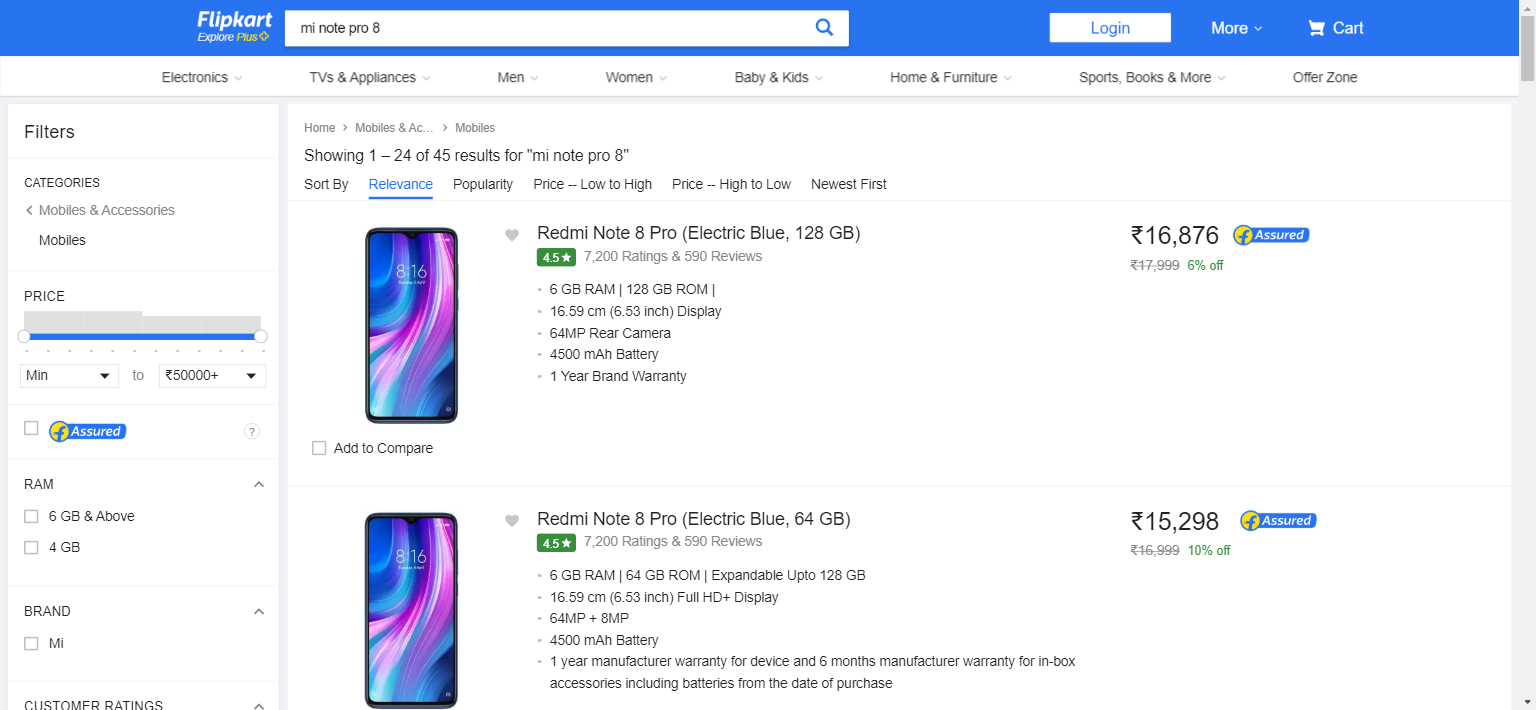 Flipkart
Explore Plus
mi note pro 8
Login
More
Cart
Electronics
TVs & Appliances
Men
Women
Baby & Kids
Home & Furniture
Sports, Books & More
Offer Zone
Filters
CATEGORIES
Mobiles & Accessories
Mobiles
PRICE
Min
to
₹50000+
Assured
?
RAM
6 GB & Above
4 GB
BRAND
Mi
CUSTOMER RATINGS
Home
Mobiles & Ac...
Mobiles
Showing 1 – 24 of 45 results for "mi note pro 8"
Sort By
Relevance
Popularity
Price -- Low to High
Price -- High to Low
Newest First
8:16
Add to Compare
Redmi Note 8 Pro (Electric Blue, 128 GB)
4.5★ 7,200 Ratings & 590 Reviews
6 GB RAM | 128 GB ROM |
16.59 cm (6.53 inch) Display
64MP Rear Camera
4500 mAh Battery
1 Year Brand Warranty
₹16,876
Assured
₹17,999 6% off
8:16
Redmi Note 8 Pro (Electric Blue, 64 GB)
4.5★ 7,200 Ratings & 590 Reviews
6 GB RAM | 64 GB ROM | Expandable Upto 128 GB
16.59 cm (6.53 inch) Full HD+ Display
64MP + 8MP
4500 mAh Battery
1 year manufacturer warranty for device and 6 months manufacturer warranty for in-box
accessories including batteries from the date of purchase
₹15,298
Assured
₹16,999 10% off